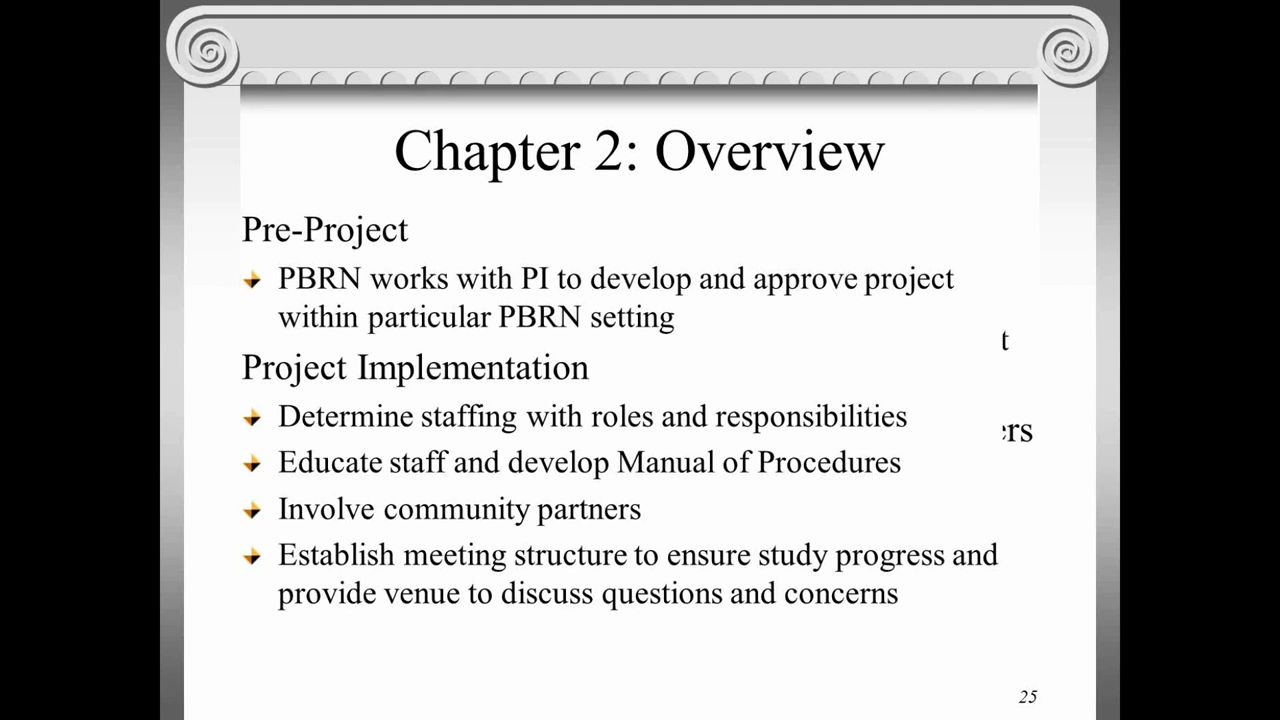 Chapter 2: Overview
Pre-Project
PBRN works with PI to develop and approve project
within particular PBRN setting
t
Project Implementation
Determine staffing with roles and responsibilities
ers
Educate staff and develop Manual of Procedures
Involve community partners
Establish meeting structure to ensure study progress and
provide venue to discuss questions and concerns
25